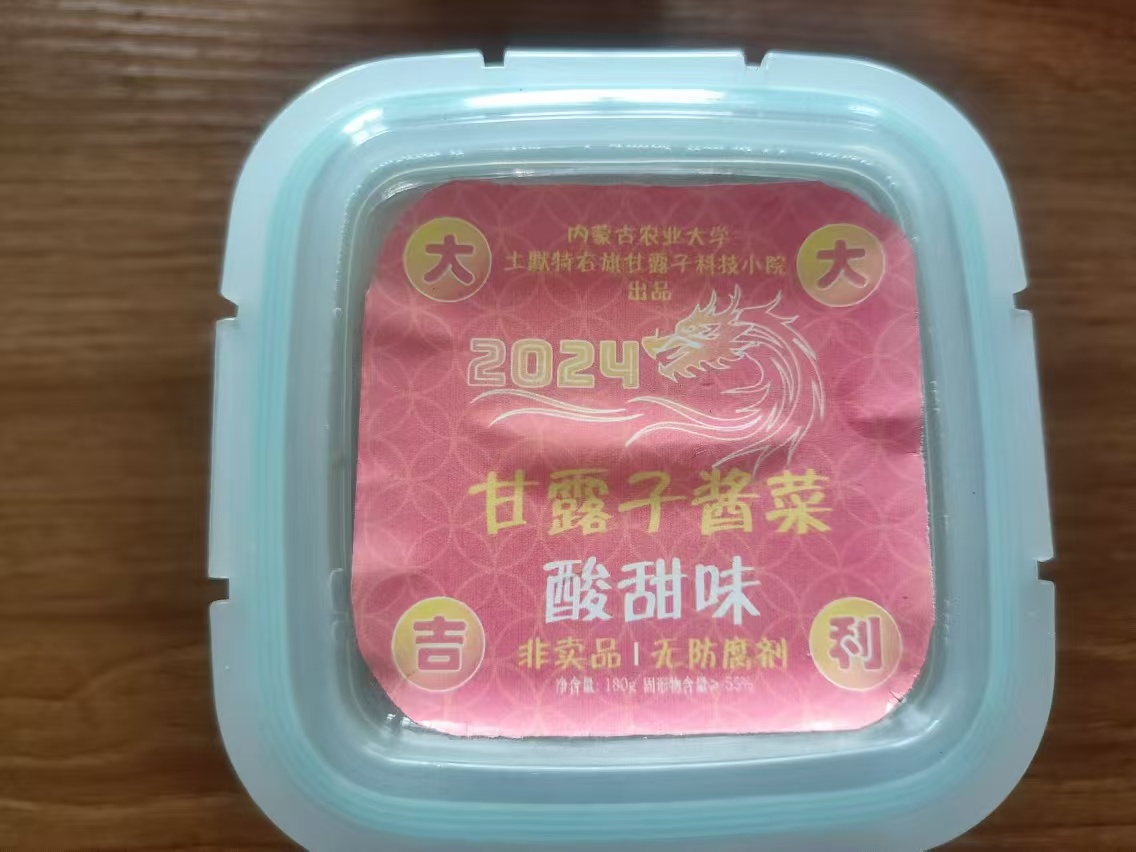 大
大
内蒙古农业大学
土默特右旗甘露子科技小院
出品
2024
甘露子酱菜
酸甜味
吉
利
非卖品|无防腐剂
净含量: 180g 固形物含量≥55%